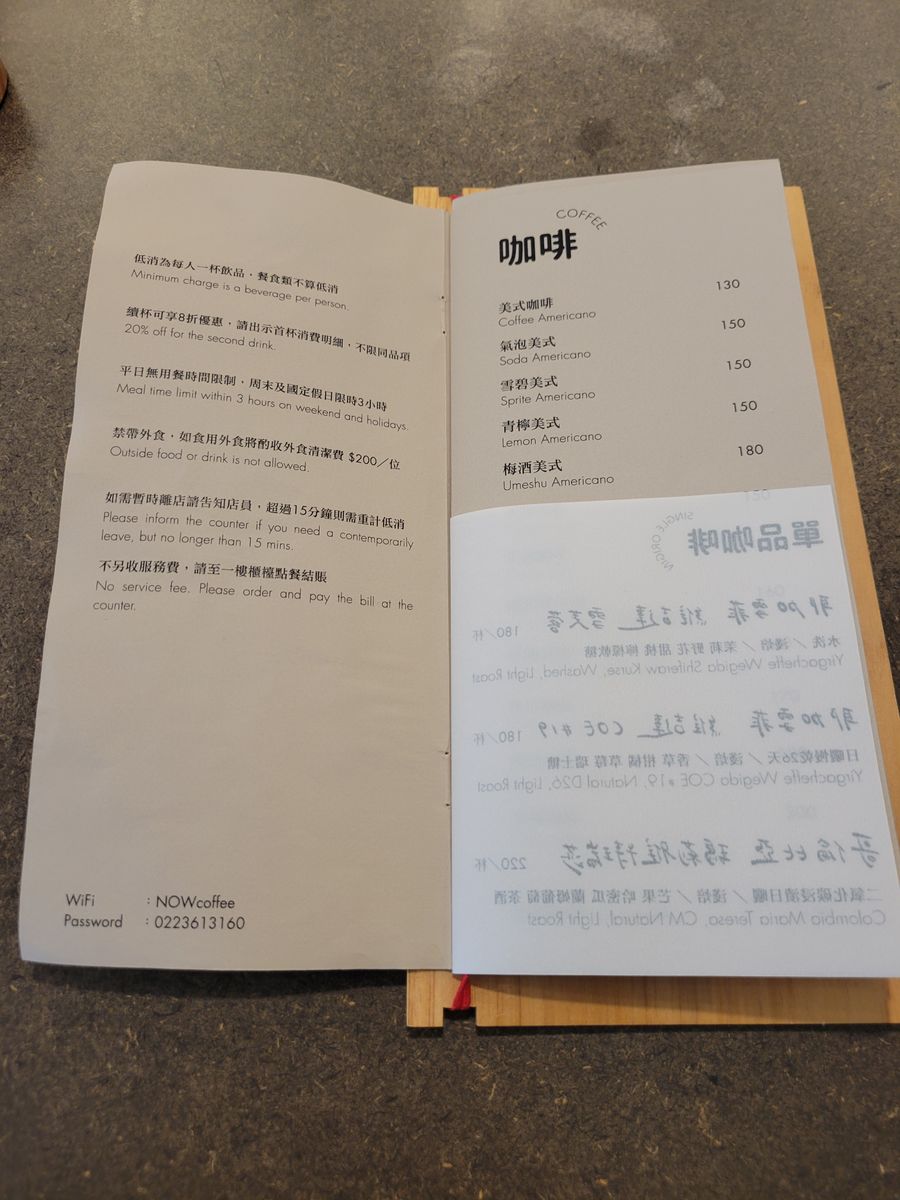 低消為每人一杯飲品，餐食類不算低消
Minimum charge is a beverage per person.
續杯可享8折優惠，請出示首杯消費明細，不限同品項
20% off for the second drink.
平日無用餐時間限制，周末及國定假日限時3小時
Meal time limit within 3 hours on weekend and holidays.
禁帶外食，如食用外食將酌收外食清潔費 $200／位
Outside food or drink is not allowed.
如需暫時離店請告知店員，超過15分鐘則需重計低消
Please inform the counter if you need a contemporarily
leave, but no longer than 15 mins.
不另收服務費，請至一樓櫃檯點餐結賬
No service fee. Please order and pay the bill at the
counter.
WiFi : NOWcoffee
Password : 0223613160
COFFEE
咖啡
美式咖啡 130
Coffee Americano
氣泡美式 150
Soda Americano
雪碧美式 150
Sprite Americano
青檸美式 150
Lemon Americano
梅酒美式 180
Umeshu Americano
150
單品咖啡
SINGLE ORIGIN
耶加雪菲 維吉達 雪芙蓉 180／杯
水洗／淺焙／茉莉 野花 甜桃 檸檬軟糖
Yirgacheffe Wegida Shiferaw Kurse, Washed, Light Roast
耶加雪菲 維吉達 COE #19 180／杯
日曬慢乾26天／淺焙／香草 柑橘 草莓 瑞士糖
Yirgacheffe Wegida COE #19, Natural D26, Light Roast
哥倫比亞 瑪莉雅特瑞莎 220／杯
二氧化碳浸漬日曬／淺焙／芒果 哈密瓜 蘭姆葡萄 茶酒
Colombia Maria Teresa, CM Natural, Light Roast